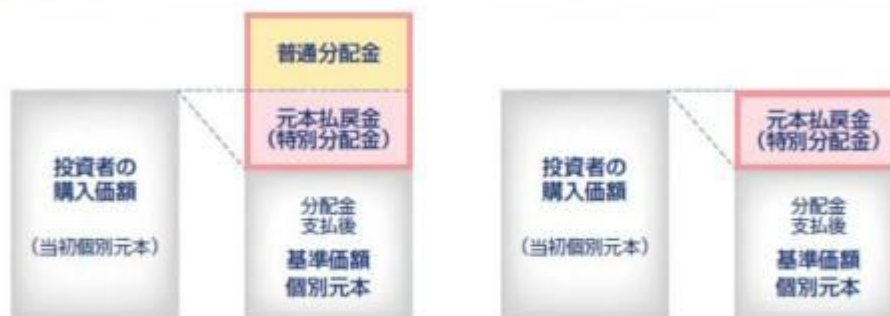 普通分配金
元本払戻金
(特別分配金)
投資者の
購入価額
(当初個別元本)
分配金
支払後
基準価額
個別元本
元本払戻金
(特別分配金)
投資者の
購入価額
(当初個別元本)
分配金
支払後
基準価額
個別元本